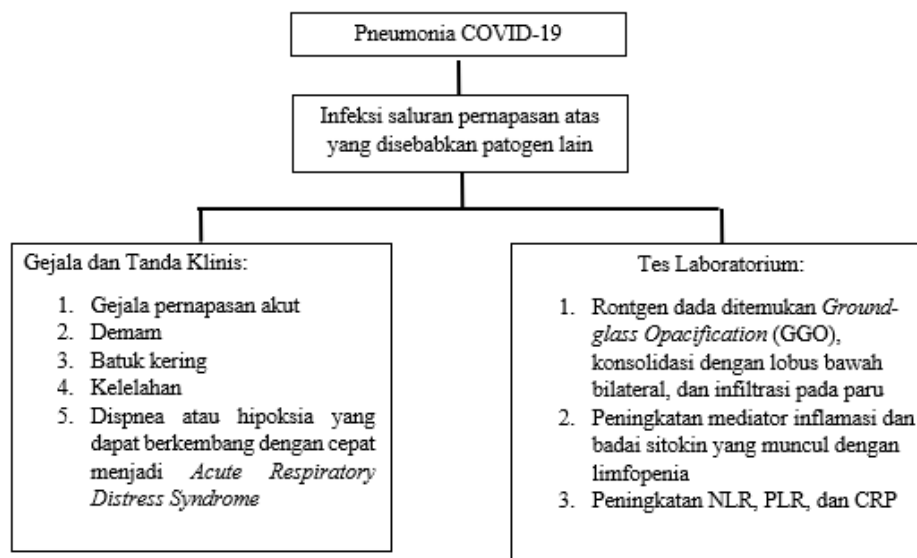 Pneumonia COVID-19
Infeksi saluran pernapasan atas
yang disebabkan patogen lain
Gejala dan Tanda Klinis:
1. Gejala pernapasan akut
2. Demam
3. Batuk kering
4. Kelelahan
5. Dispnea atau hipoksia yang
dapat berkembang dengan cepat
menjadi Acute Respiratory
Distress Syndrome
Tes Laboratorium:
1. Rontgen dada ditemukan Ground-
glass Opacification (GGO),
konsolidasi dengan lobus bawah
bilateral, dan infiltrasi pada paru
2. Peningkatan mediator inflamasi dan
badai sitokin yang muncul dengan
limfopenia
3. Peningkatan NLR, PLR, dan CRP